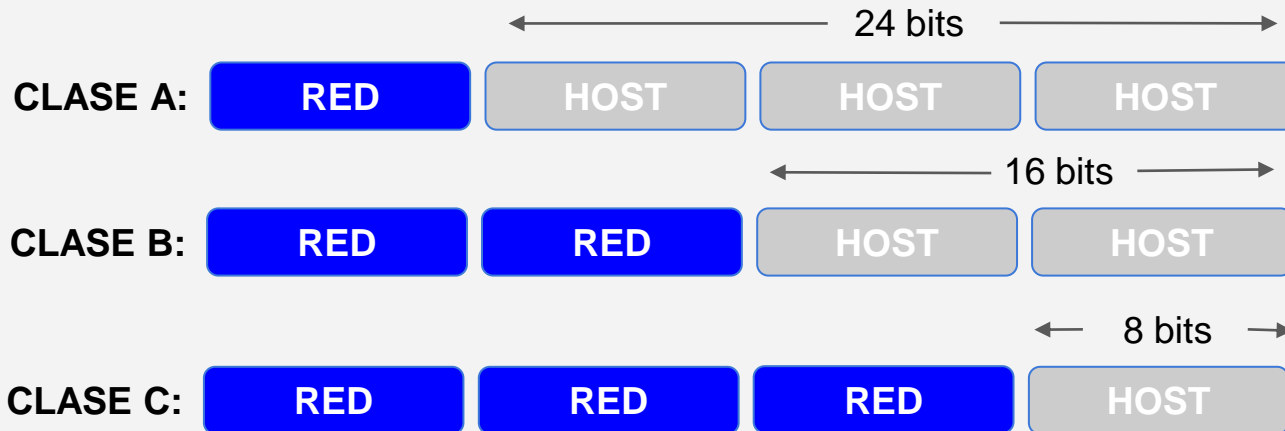 24 bits
CLASE A: RED HOST HOST HOST
16 bits
CLASE B: RED RED HOST HOST
8 bits
CLASE C: RED RED RED HOST